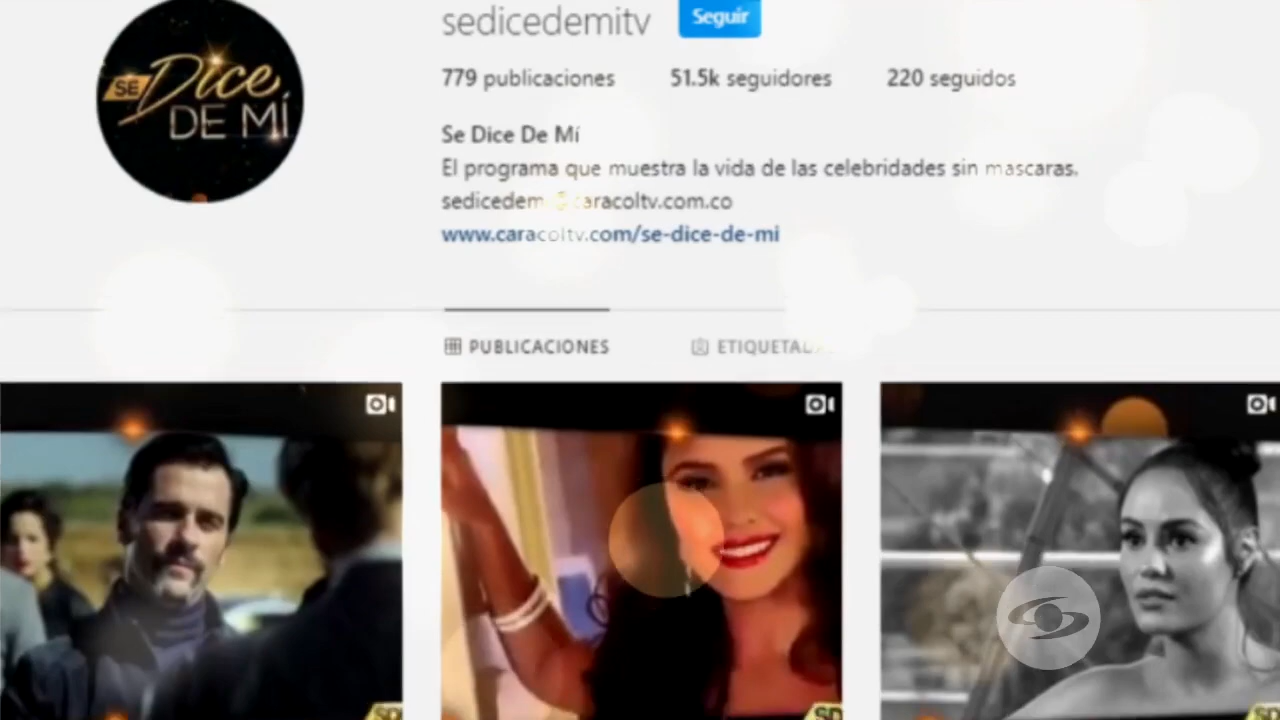 sedicedemitv
Seguir
779 publicaciones
51.5k seguidores
220 seguidos
SE Dice
DE MÍ
Se Dice De Mí
El programa que muestra la vida de las celebridades sin mascaras.
www.caracoltv.com/se-dice-de-mi
PUBLICACIONES